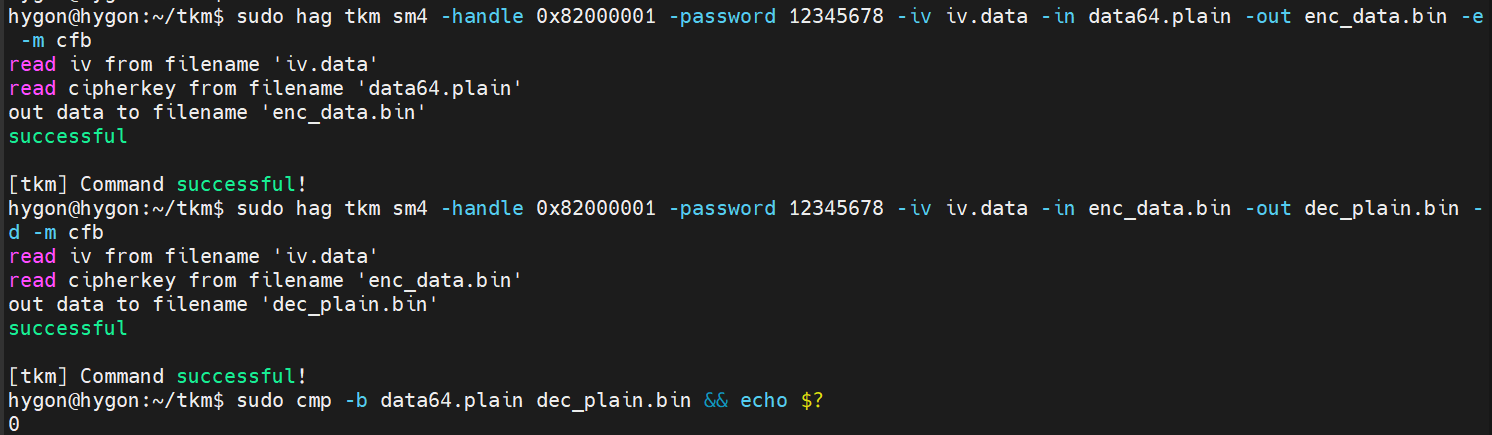 hygon@hygon:~/tkm$ sudo hag tkm sm4 -handle 0x82000001 -password 12345678 -iv iv.data -in data64.plain -out enc_data.bin -e
 -m cfb
read iv from filename 'iv.data'
read cipherkey from filename 'data64.plain'
out data to filename 'enc_data.bin'
successful

[tkm] Command successful!
hygon@hygon:~/tkm$ sudo hag tkm sm4 -handle 0x82000001 -password 12345678 -iv iv.data -in enc_data.bin -out dec_plain.bin -
d -m cfb
read iv from filename 'iv.data'
read cipherkey from filename 'enc_data.bin'
out data to filename 'dec_plain.bin'
successful

[tkm] Command successful!
hygon@hygon:~/tkm$ sudo cmp -b data64.plain dec_plain.bin && echo $?
0